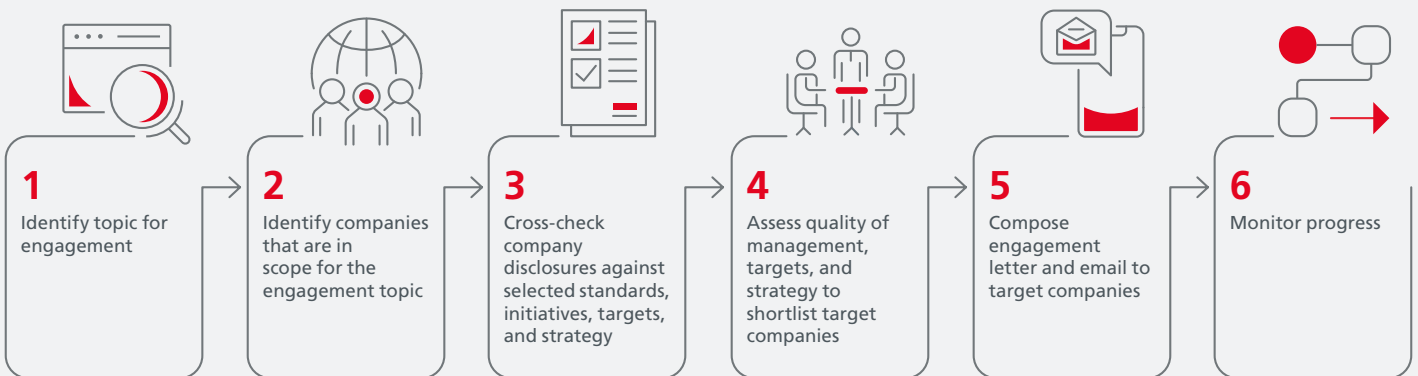 1
Identify topic for
engagement
2
Identify companies
that are in
scope for the
engagement topic
3
Cross-check
company
disclosures against
selected standards,
initiatives, targets,
and strategy
4
Assess quality of
management,
targets, and
strategy to
shortlist target
companies
5
Compose
engagement
letter and email to
target companies
6
Monitor progress